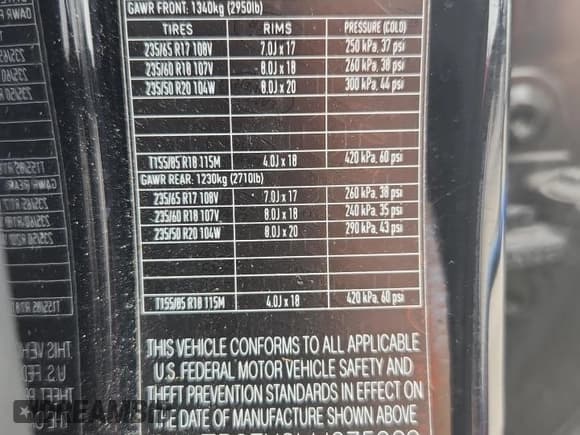 GAWR FRONT: 1340kg (2950lb)
TIRES RIMS PRESSURE (COLD)
235/65 R17 108V 7.0J x 17 250 kPa, 37 psi
235/60 R18 107V 8.0J x 18 260 kPa, 38 psi
235/50 R20 104W 8.0J x 20 300 kPa, 44 psi
T155/85 R18 115M 4.0J x 18 420 kPa, 60 psi
GAWR REAR: 1230kg (2710lb)
235/65 R17 108V 7.0J x 17 260 kPa, 38 psi
235/60 R18 107V 8.0J x 18 240 kPa, 35 psi
235/50 R20 104W 8.0J x 20 290 kPa, 43 psi
T155/85 R18 115M 4.0J x 18 420 kPa, 60 psi
THIS VEHICLE CONFORMS TO ALL APPLICABLE
U.S. FEDERAL MOTOR VEHICLE SAFETY AND
THEFT PREVENTION STANDARDS IN EFFECT ON
THE DATE OF MANUFACTURE SHOWN ABOVE